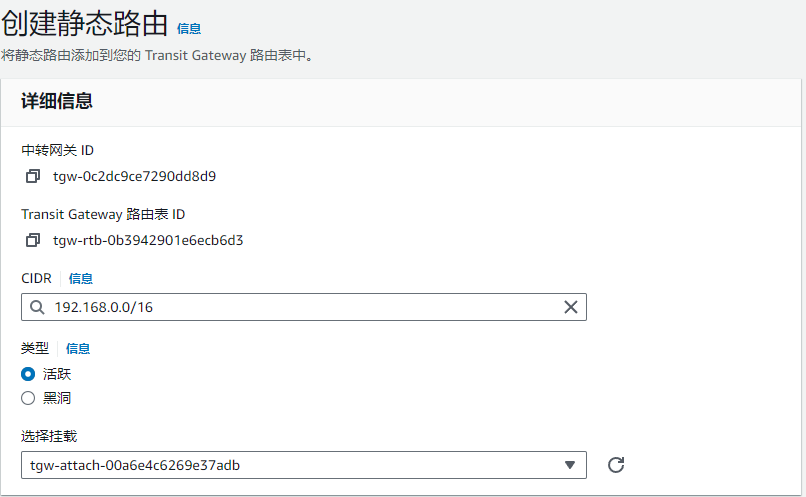 创建静态路由 信息
将静态路由添加到您的 Transit Gateway 路由表中。
详细信息
中转网关 ID
tgw-0c2dc9ce7290dd8d9
Transit Gateway 路由表 ID
tgw-rtb-0b3942901e6ecb6d3
CIDR 信息
192.168.0.0/16
类型 信息
活跃
黑洞
选择挂载
tgw-attach-00a6e4c6269e37adb